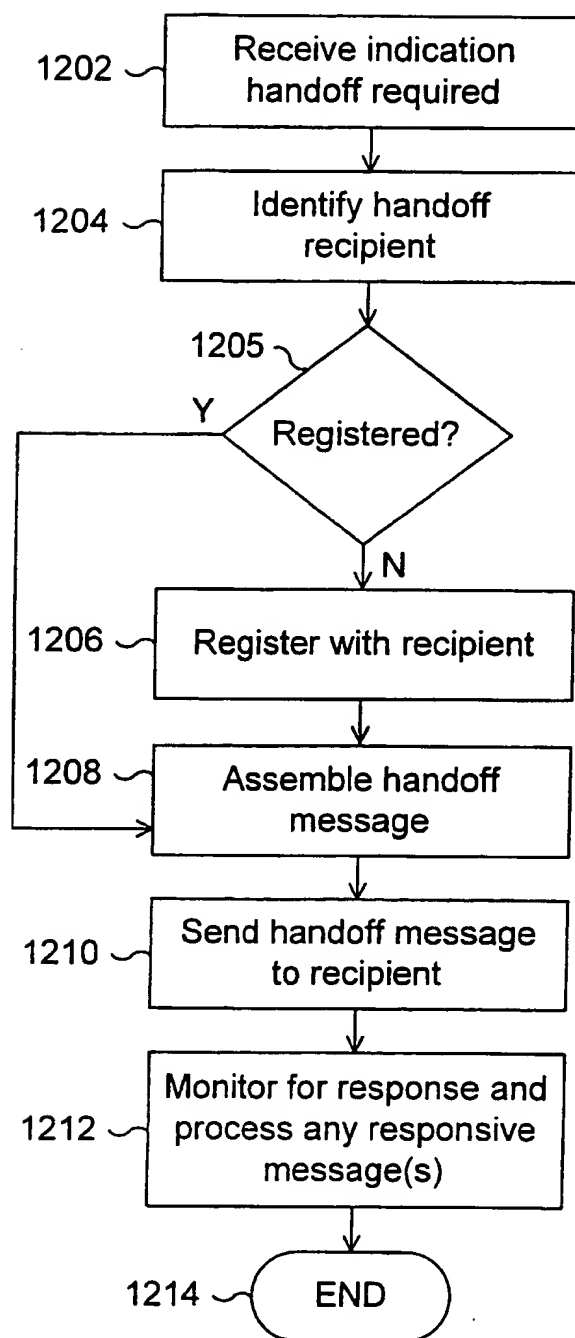 1202
Receive indication
handoff required
1204
Identify handoff
recipient
1205
Y
Registered?
N
1206
Register with recipient
1208
Assemble handoff
message
1210
Send handoff message
to recipient
1212
Monitor for response and
process any responsive
message(s)
1214
END